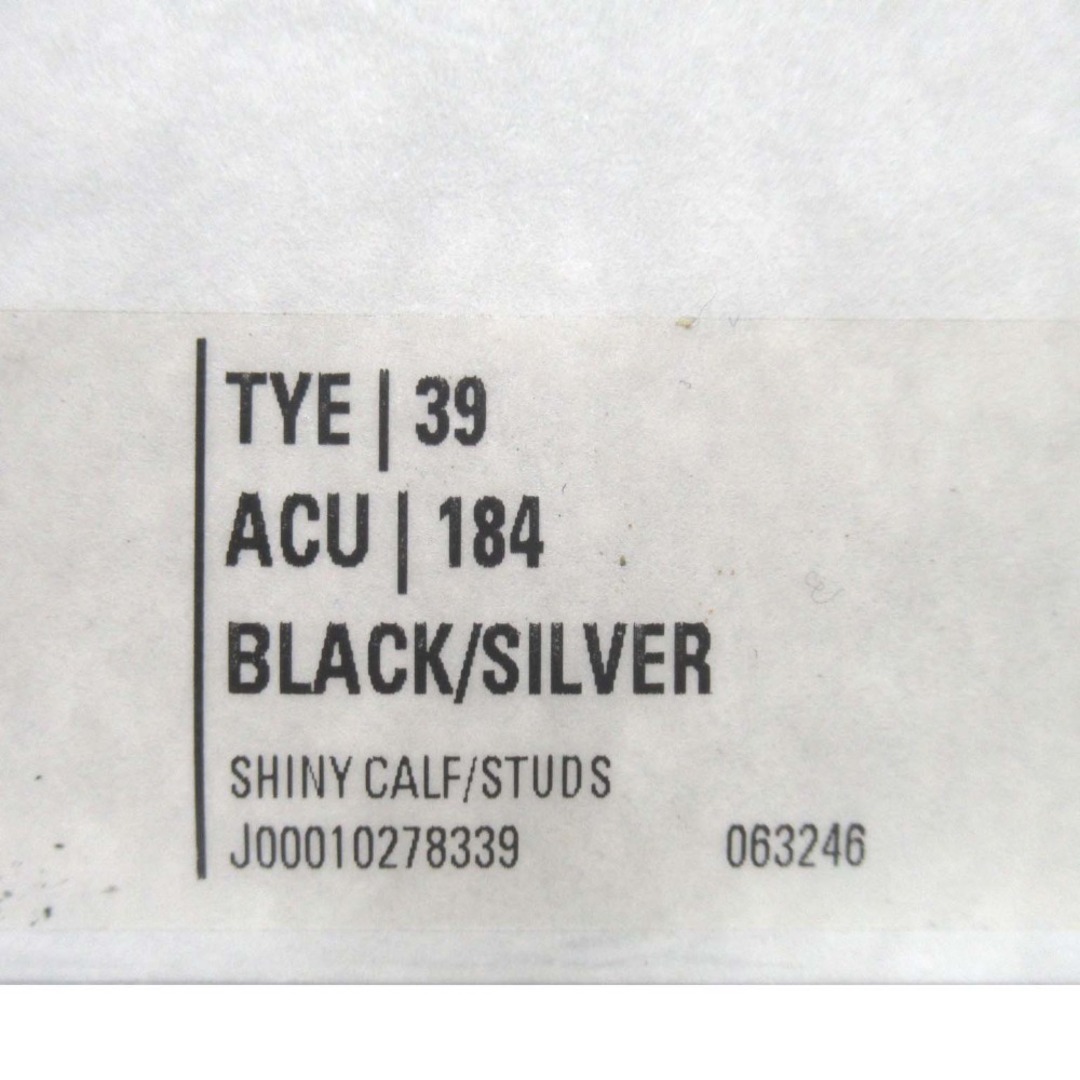 TYE | 39
ACU | 184
BLACK/SILVER
SHINY CALF/STUDS
J00010278339 063246